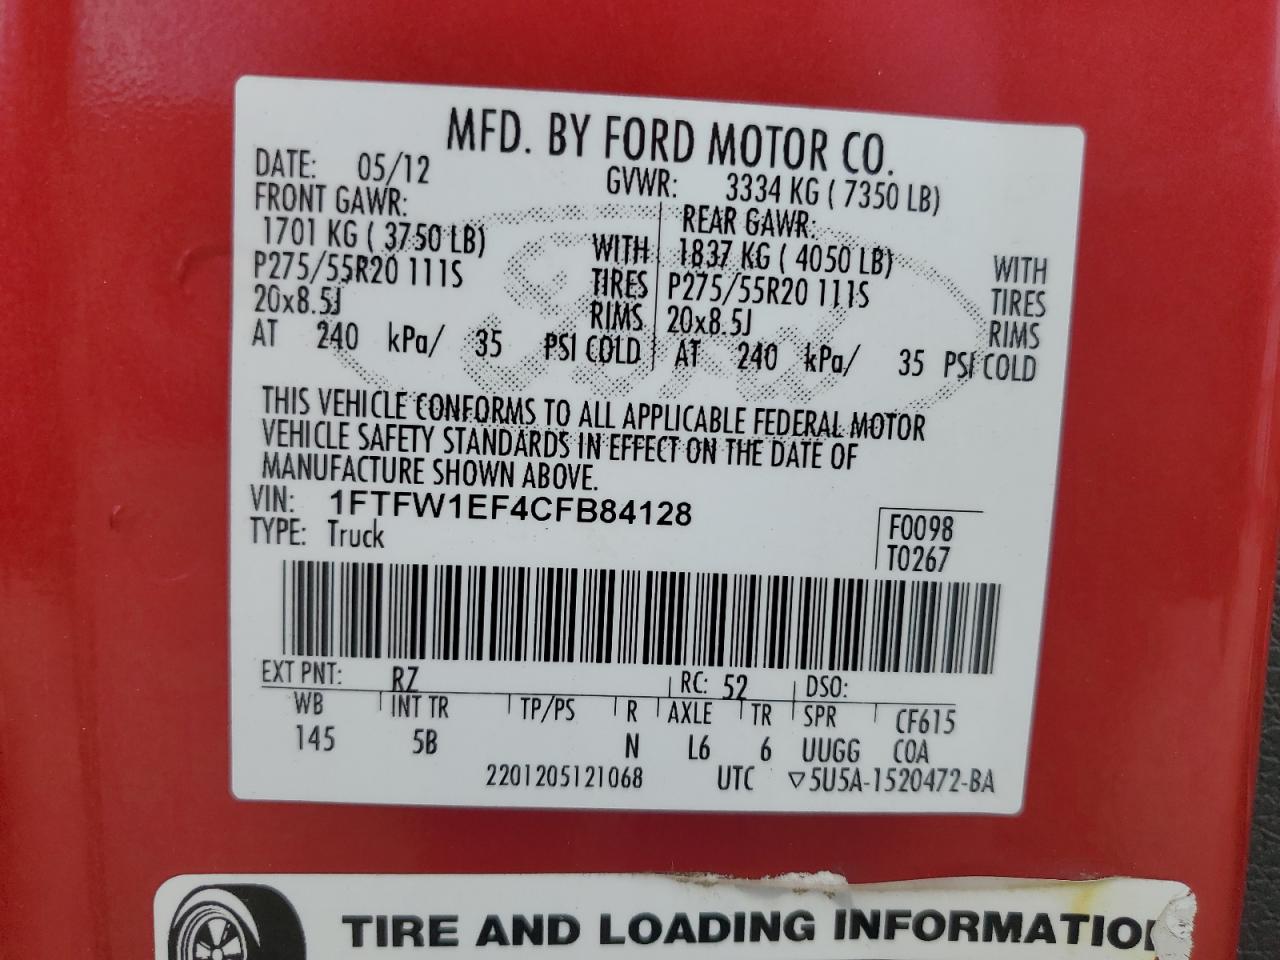 MFD. BY FORD MOTOR CO.
DATE: 05/12 GVWR: 3334 KG ( 7350 LB)
FRONT GAWR: REAR GAWR:
1701 KG ( 3750 LB) WITH 1837 KG ( 4050 LB) WITH
P275/55R20 111S TIRES P275/55R20 111S TIRES
20x8.5J RIMS 20x8.5J RIMS
AT 240 kPa/ 35 PSI COLD AT 240 kPa/ 35 PSI COLD
THIS VEHICLE CONFORMS TO ALL APPLICABLE FEDERAL MOTOR
VEHICLE SAFETY STANDARDS IN EFFECT ON THE DATE OF
MANUFACTURE SHOWN ABOVE.
VIN: 1FTFW1EF4CFB84128 F0098
TYPE: Truck T0267
EXT PNT: RZ RC: 52 DSO:
WB INT TR TP/PS R AXLE TR SPR CF615
145 5B N L6 6 UUGG COA
2201205121068 UTC ▽5U5A-1520472-BA
TIRE AND LOADING INFORMATIO